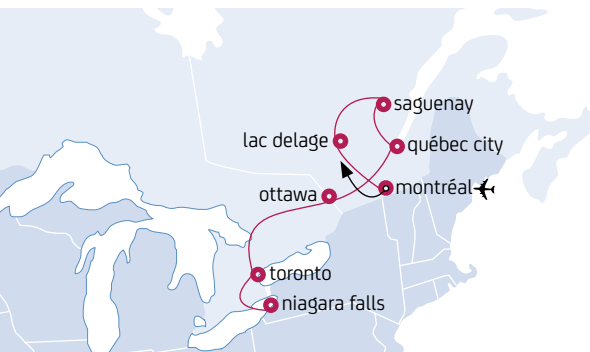 saguenay
lac delage
québec city
ottawa
montréal
toronto
niagara falls